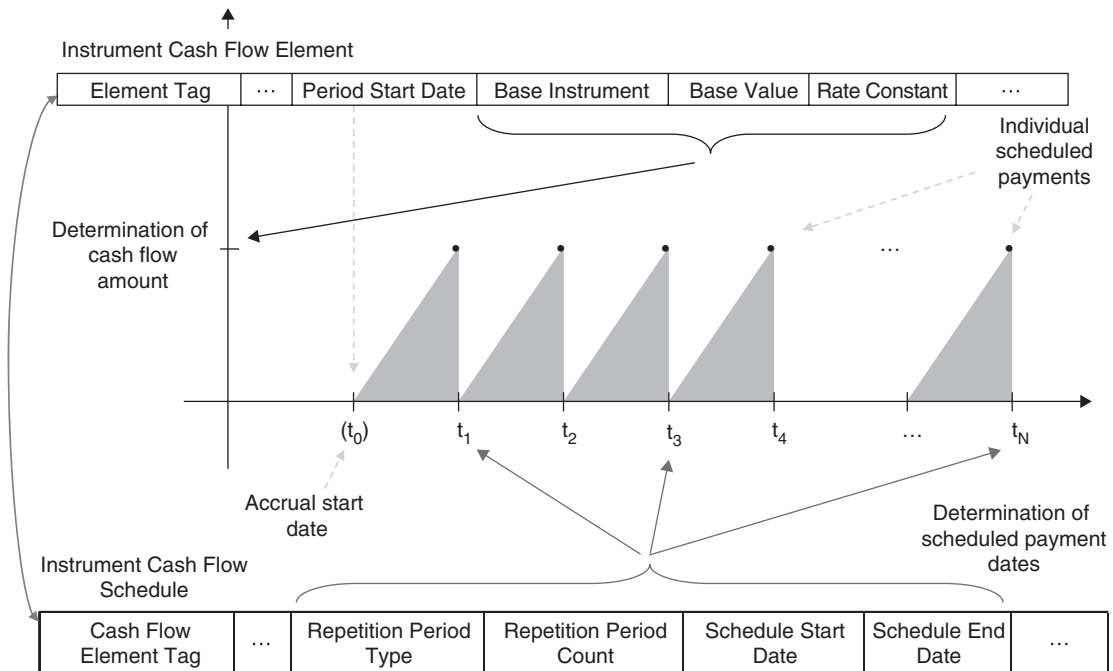 Instrument Cash Flow Element
Element Tag ... Period Start Date Base Instrument Base Value Rate Constant ...
Individual
scheduled
payments
Determination of
cash flow
amount
...
(t0) t1 t2 t3 t4 ... tN
Accrual start
date
Determination of
scheduled payment
dates
Instrument Cash Flow
Schedule
Cash Flow
Element Tag
...
Repetition Period
Type
Repetition Period
Count
Schedule Start
Date
Schedule End
Date
...